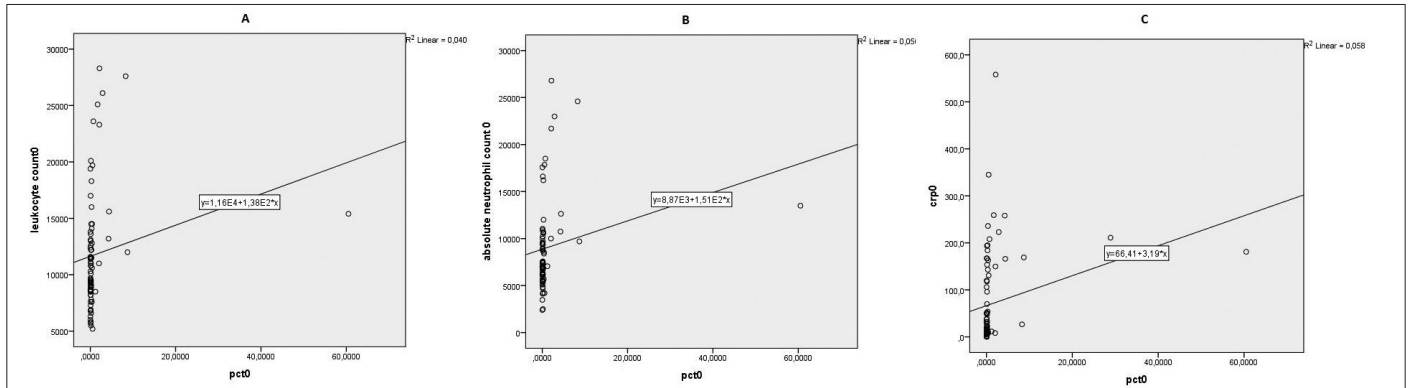 A
R² Linear = 0,040
30000
25000
20000
15000
10000
5000
leukocyte count0
y=1,16E4+1,38E2*x
,0000
20,0000
40,0000
60,0000
pct0
B
R² Linear = 0,05
30000
25000
20000
15000
10000
5000
0
absolute neutrophil count 0
y=8,87E3+1,51E2*x
,0000
20,0000
40,0000
60,0000
pct0
C
R² Linear = 0,058
600,0
500,0
400,0
300,0
200,0
100,0
,0
crp0
y=66,41+3,19*x
,0000
20,0000
40,0000
60,0000
pct0